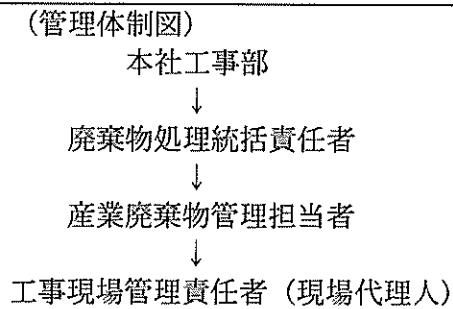 （管理体制図）
本社工事部
↓
廃棄物処理統括責任者
↓
産業廃棄物管理担当者
↓
工事現場管理責任者（現場代理人）